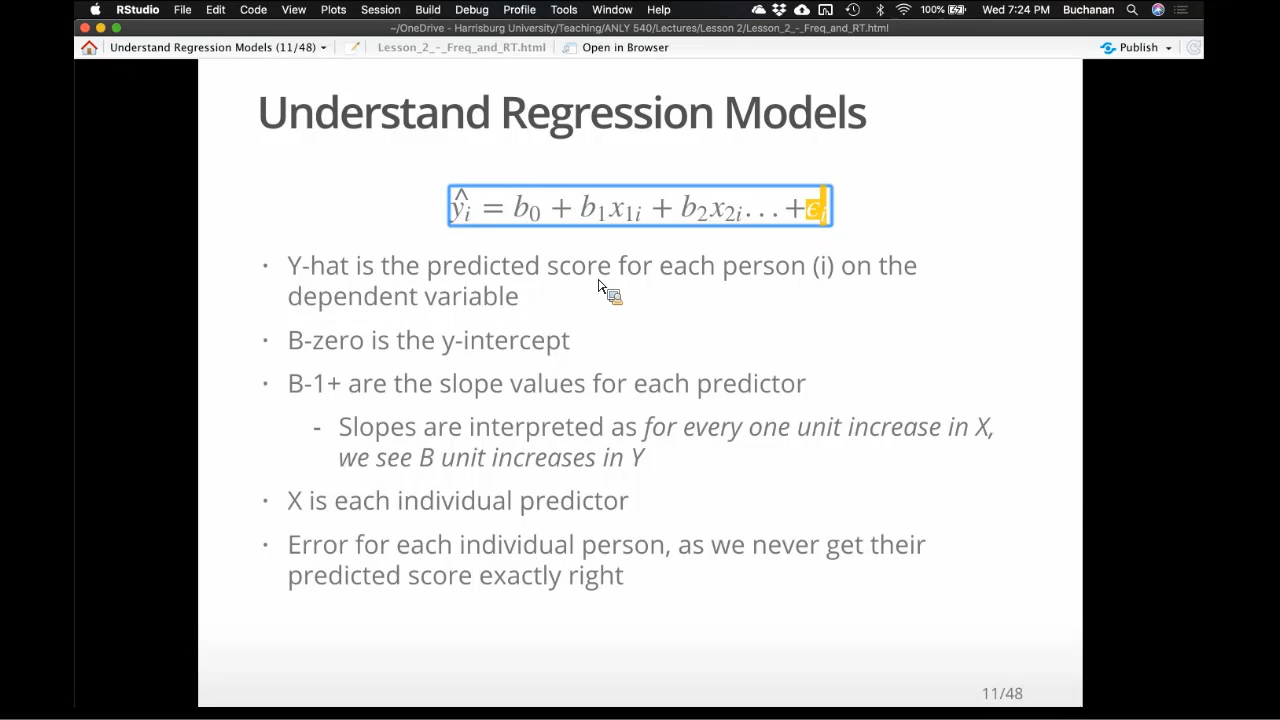 RStudio File Edit Code View Plots Session Build Debug Profile Tools Window Help 100% Wed 7:24 PM Buchanan
~/OneDrive - Harrisburg University/Teaching/ANLY 540/Lectures/Lesson 2/Lesson_2_-_Freq_and_RT.html
Understand Regression Models (11/48) Lesson_2_-_Freq_and_RT.html Open in Browser Publish
Understand Regression Models
ŷᵢ = b₀ + b₁x₁ᵢ + b₂x₂ᵢ… +ϵᵢ
· Y-hat is the predicted score for each person (i) on the
dependent variable
· B-zero is the y-intercept
· B-1+ are the slope values for each predictor
- Slopes are interpreted as for every one unit increase in X,
we see B unit increases in Y
· X is each individual predictor
· Error for each individual person, as we never get their
predicted score exactly right
11/48